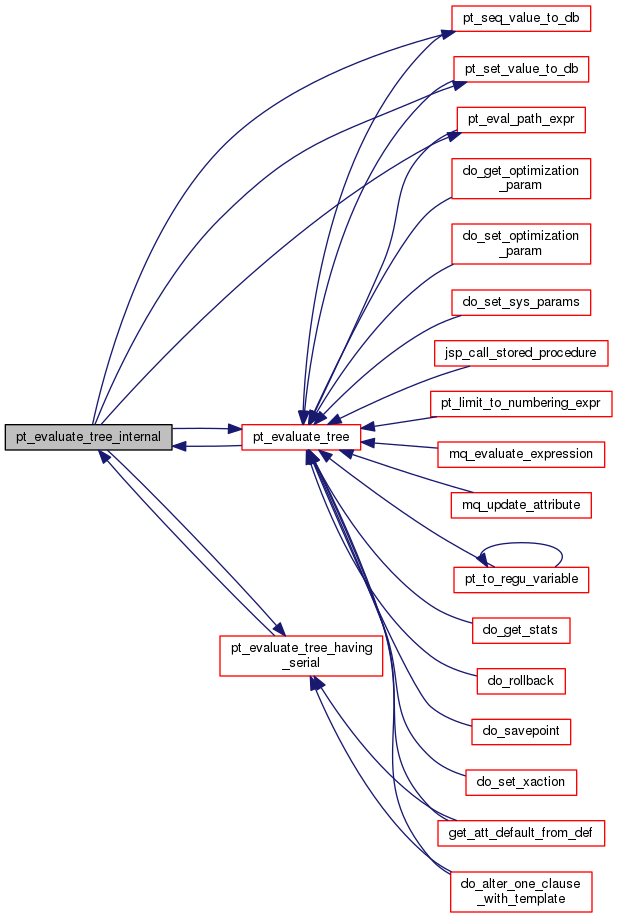 pt_seq_value_to_db
pt_set_value_to_db
pt_eval_path_expr
do_get_optimization
_param
do_set_optimization
_param
do_set_sys_params
jsp_call_stored_procedure
pt_limit_to_numbering_expr
pt_evaluate_tree_internal
pt_evaluate_tree
mq_evaluate_expression
mq_update_attribute
pt_to_regu_variable
do_get_stats
pt_evaluate_tree_having
_serial
do_rollback
do_savepoint
do_set_xaction
get_att_default_from_def
do_alter_one_clause
_with_template